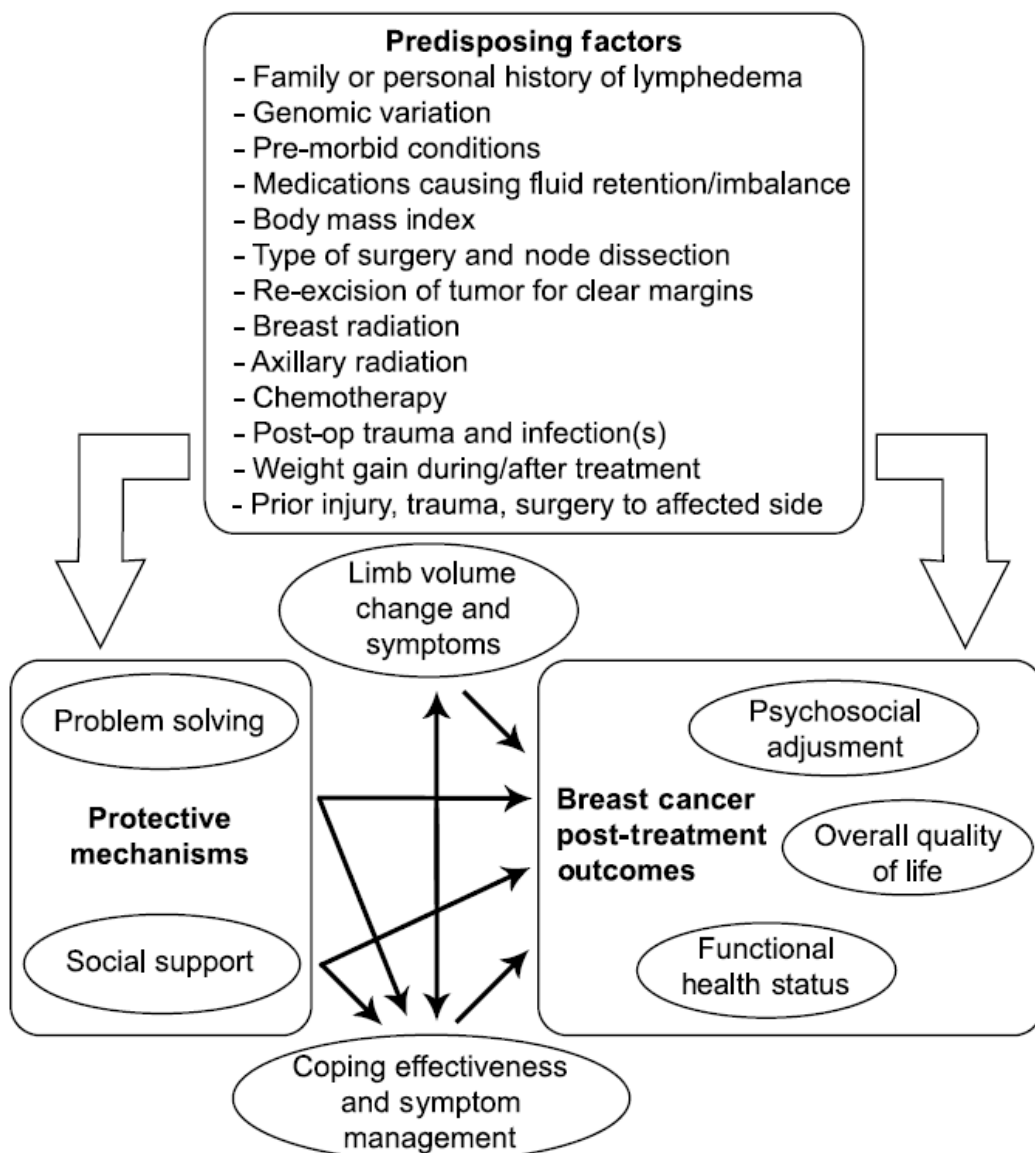 Predisposing factors
- Family or personal history of lymphedema
- Genomic variation
- Pre-morbid conditions
- Medications causing fluid retention/imbalance
- Body mass index
- Type of surgery and node dissection
- Re-excision of tumor for clear margins
- Breast radiation
- Axillary radiation
- Chemotherapy
- Post-op trauma and infection(s)
- Weight gain during/after treatment
- Prior injury, trauma, surgery to affected side
Limb volume
change and
symptoms
Problem solving
Protective
mechanisms
Social support
Breast cancer
post-treatment
outcomes
Psychosocial
adjusment
Overall quality
of life
Functional
health status
Coping effectiveness
and symptom
management